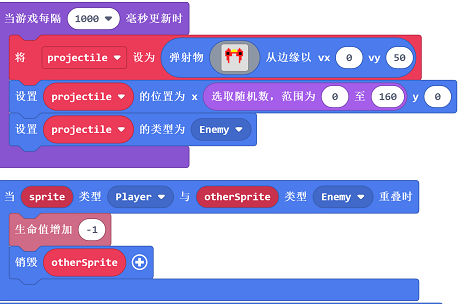 当游戏每隔 1000 毫秒更新时
将 projectile 设为 弹射物 从边缘以 vx 0 vy 50
设置 projectile 的位置为 x 选取随机数，范围为 0 至 160 y 0
设置 projectile 的类型为 Enemy
当 sprite 类型 Player 与 otherSprite 类型 Enemy 重叠时
生命值增加 -1
销毁 otherSprite